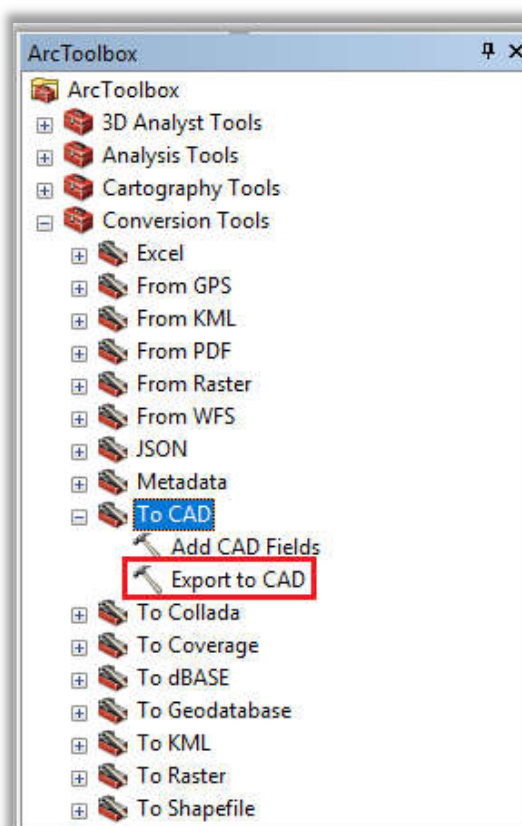 ArcToolbox
ArcToolbox
3D Analyst Tools
Analysis Tools
Cartography Tools
Conversion Tools
Excel
From GPS
From KML
From PDF
From Raster
From WFS
JSON
Metadata
To CAD
Add CAD Fields
Export to CAD
To Collada
To Coverage
To dBASE
To Geodatabase
To KML
To Raster
To Shapefile